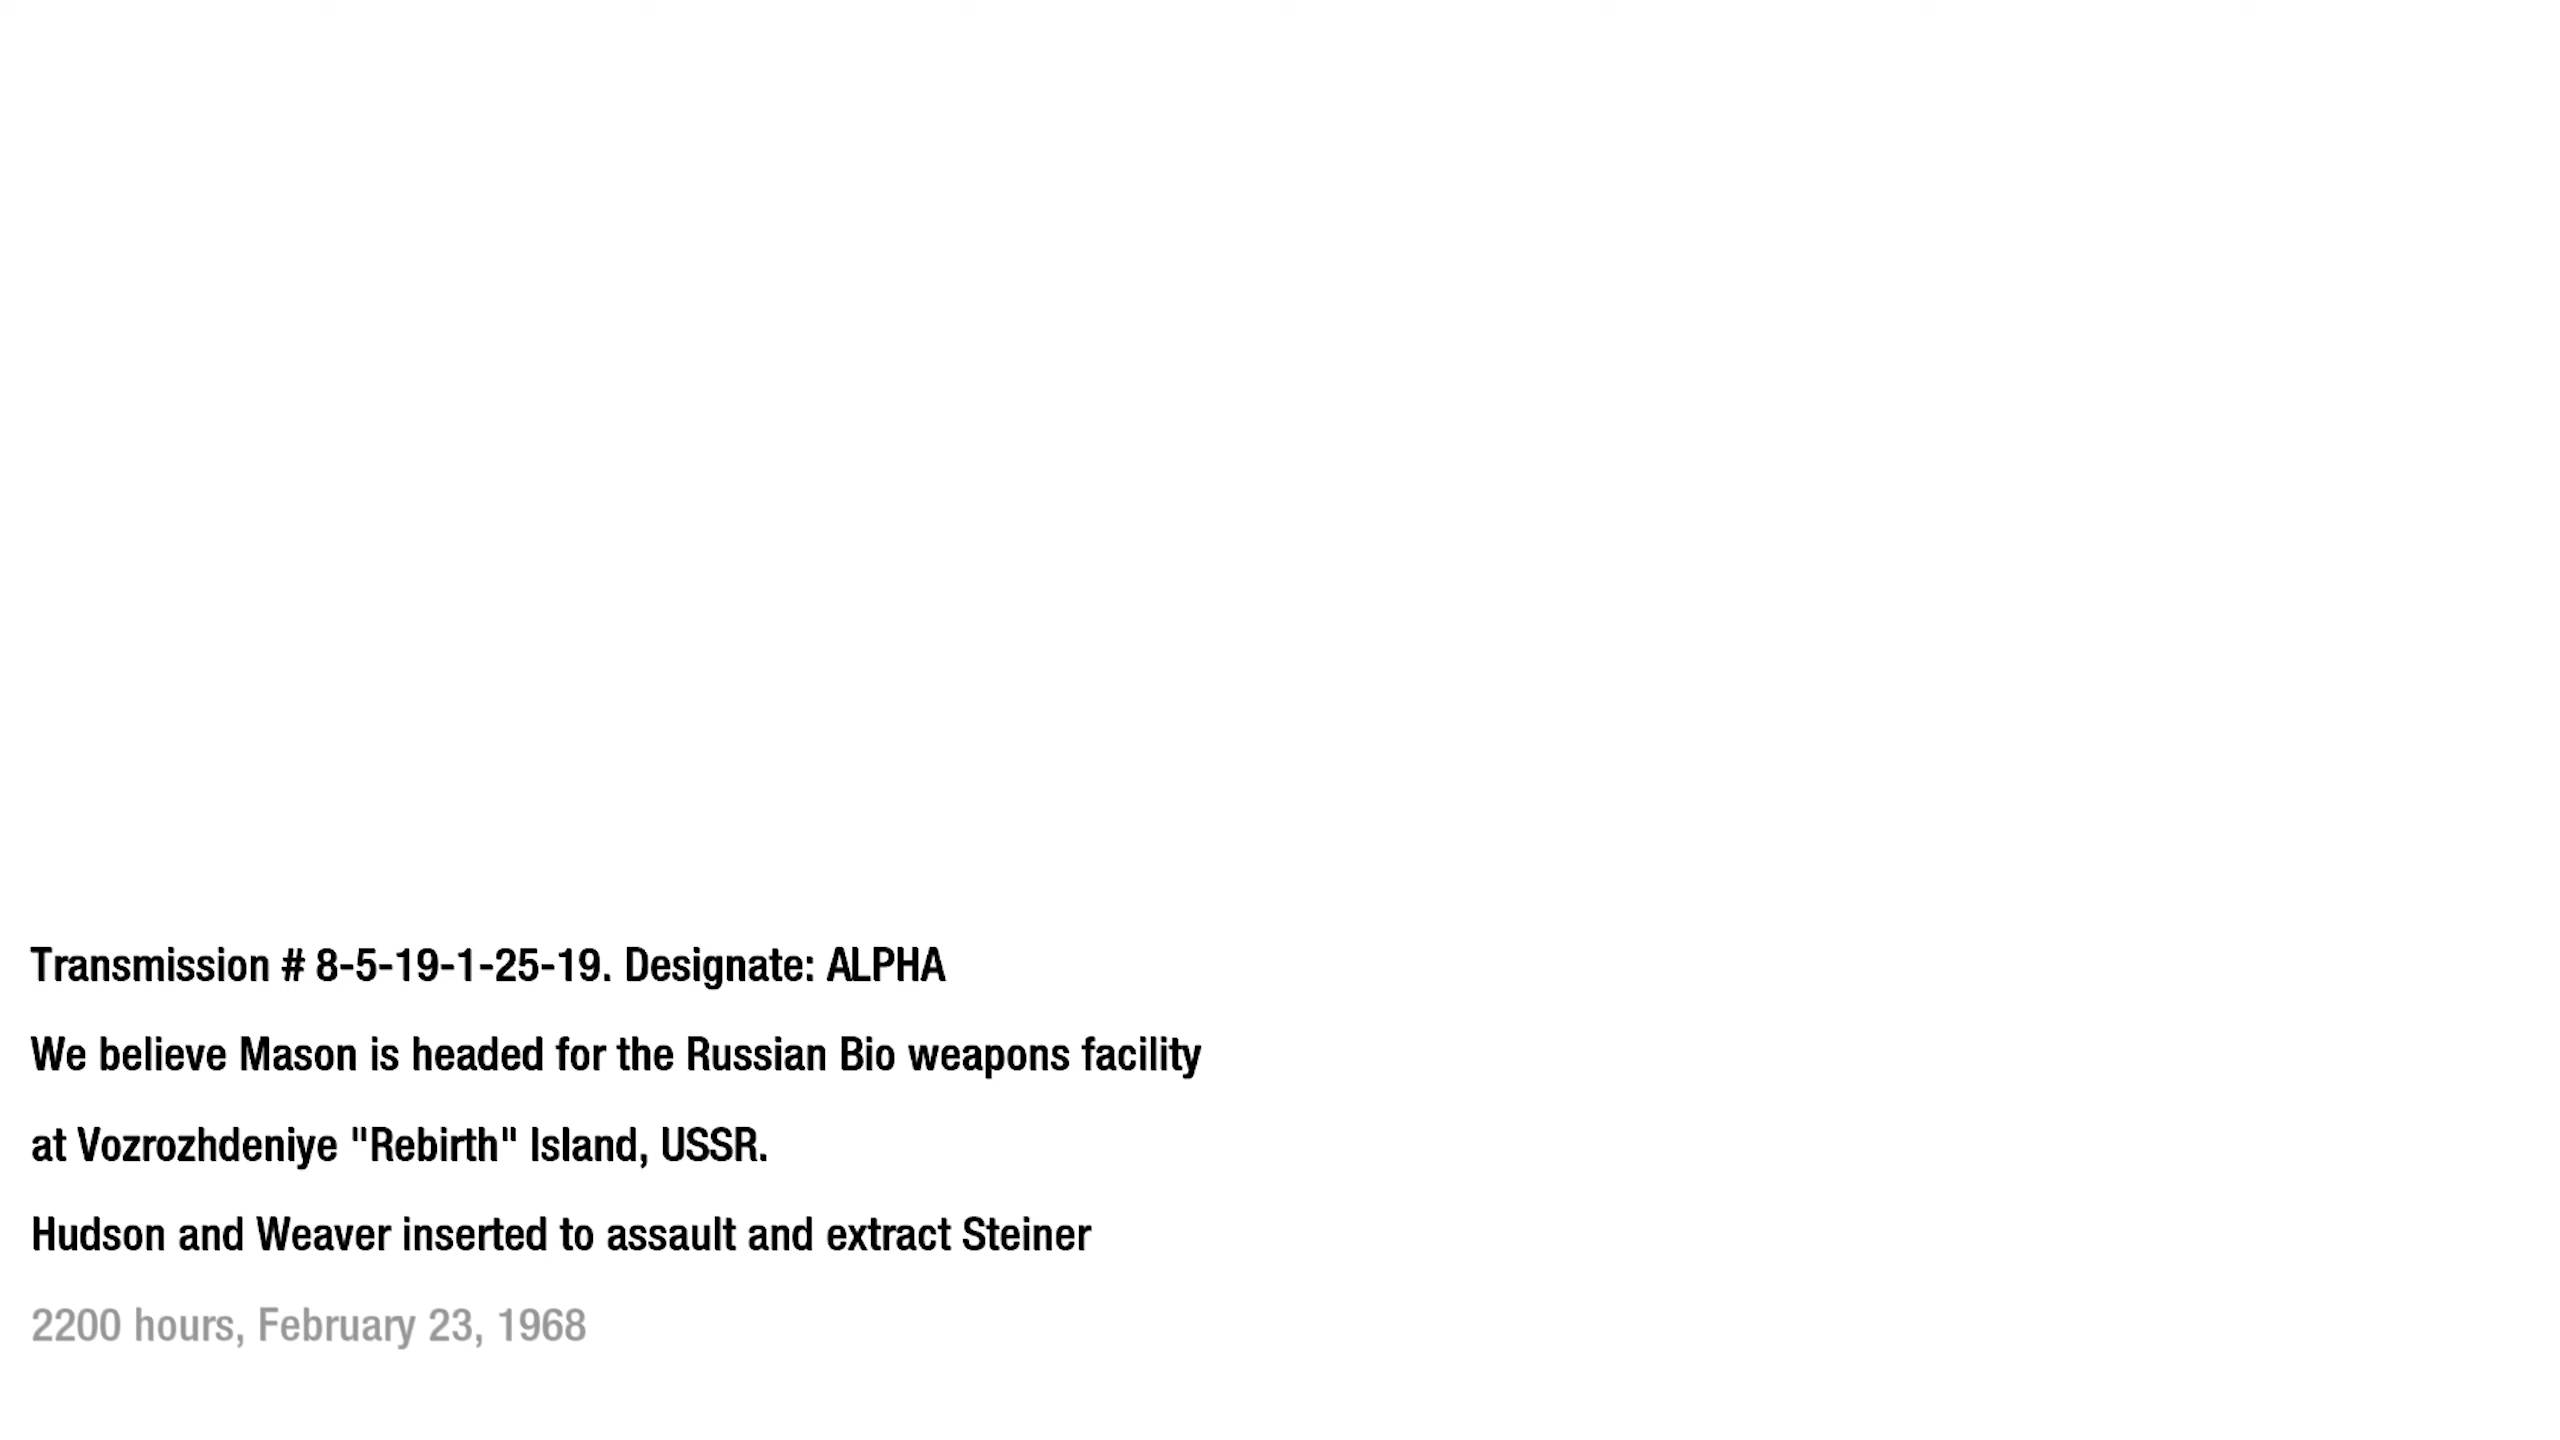 Transmission # 8-5-19-1-25-19. Designate: ALPHA
We believe Mason is headed for the Russian Bio weapons facility
at Vozrozhdeniye "Rebirth" Island, USSR.
Hudson and Weaver inserted to assault and extract Steiner
2200 hours, February 23, 1968